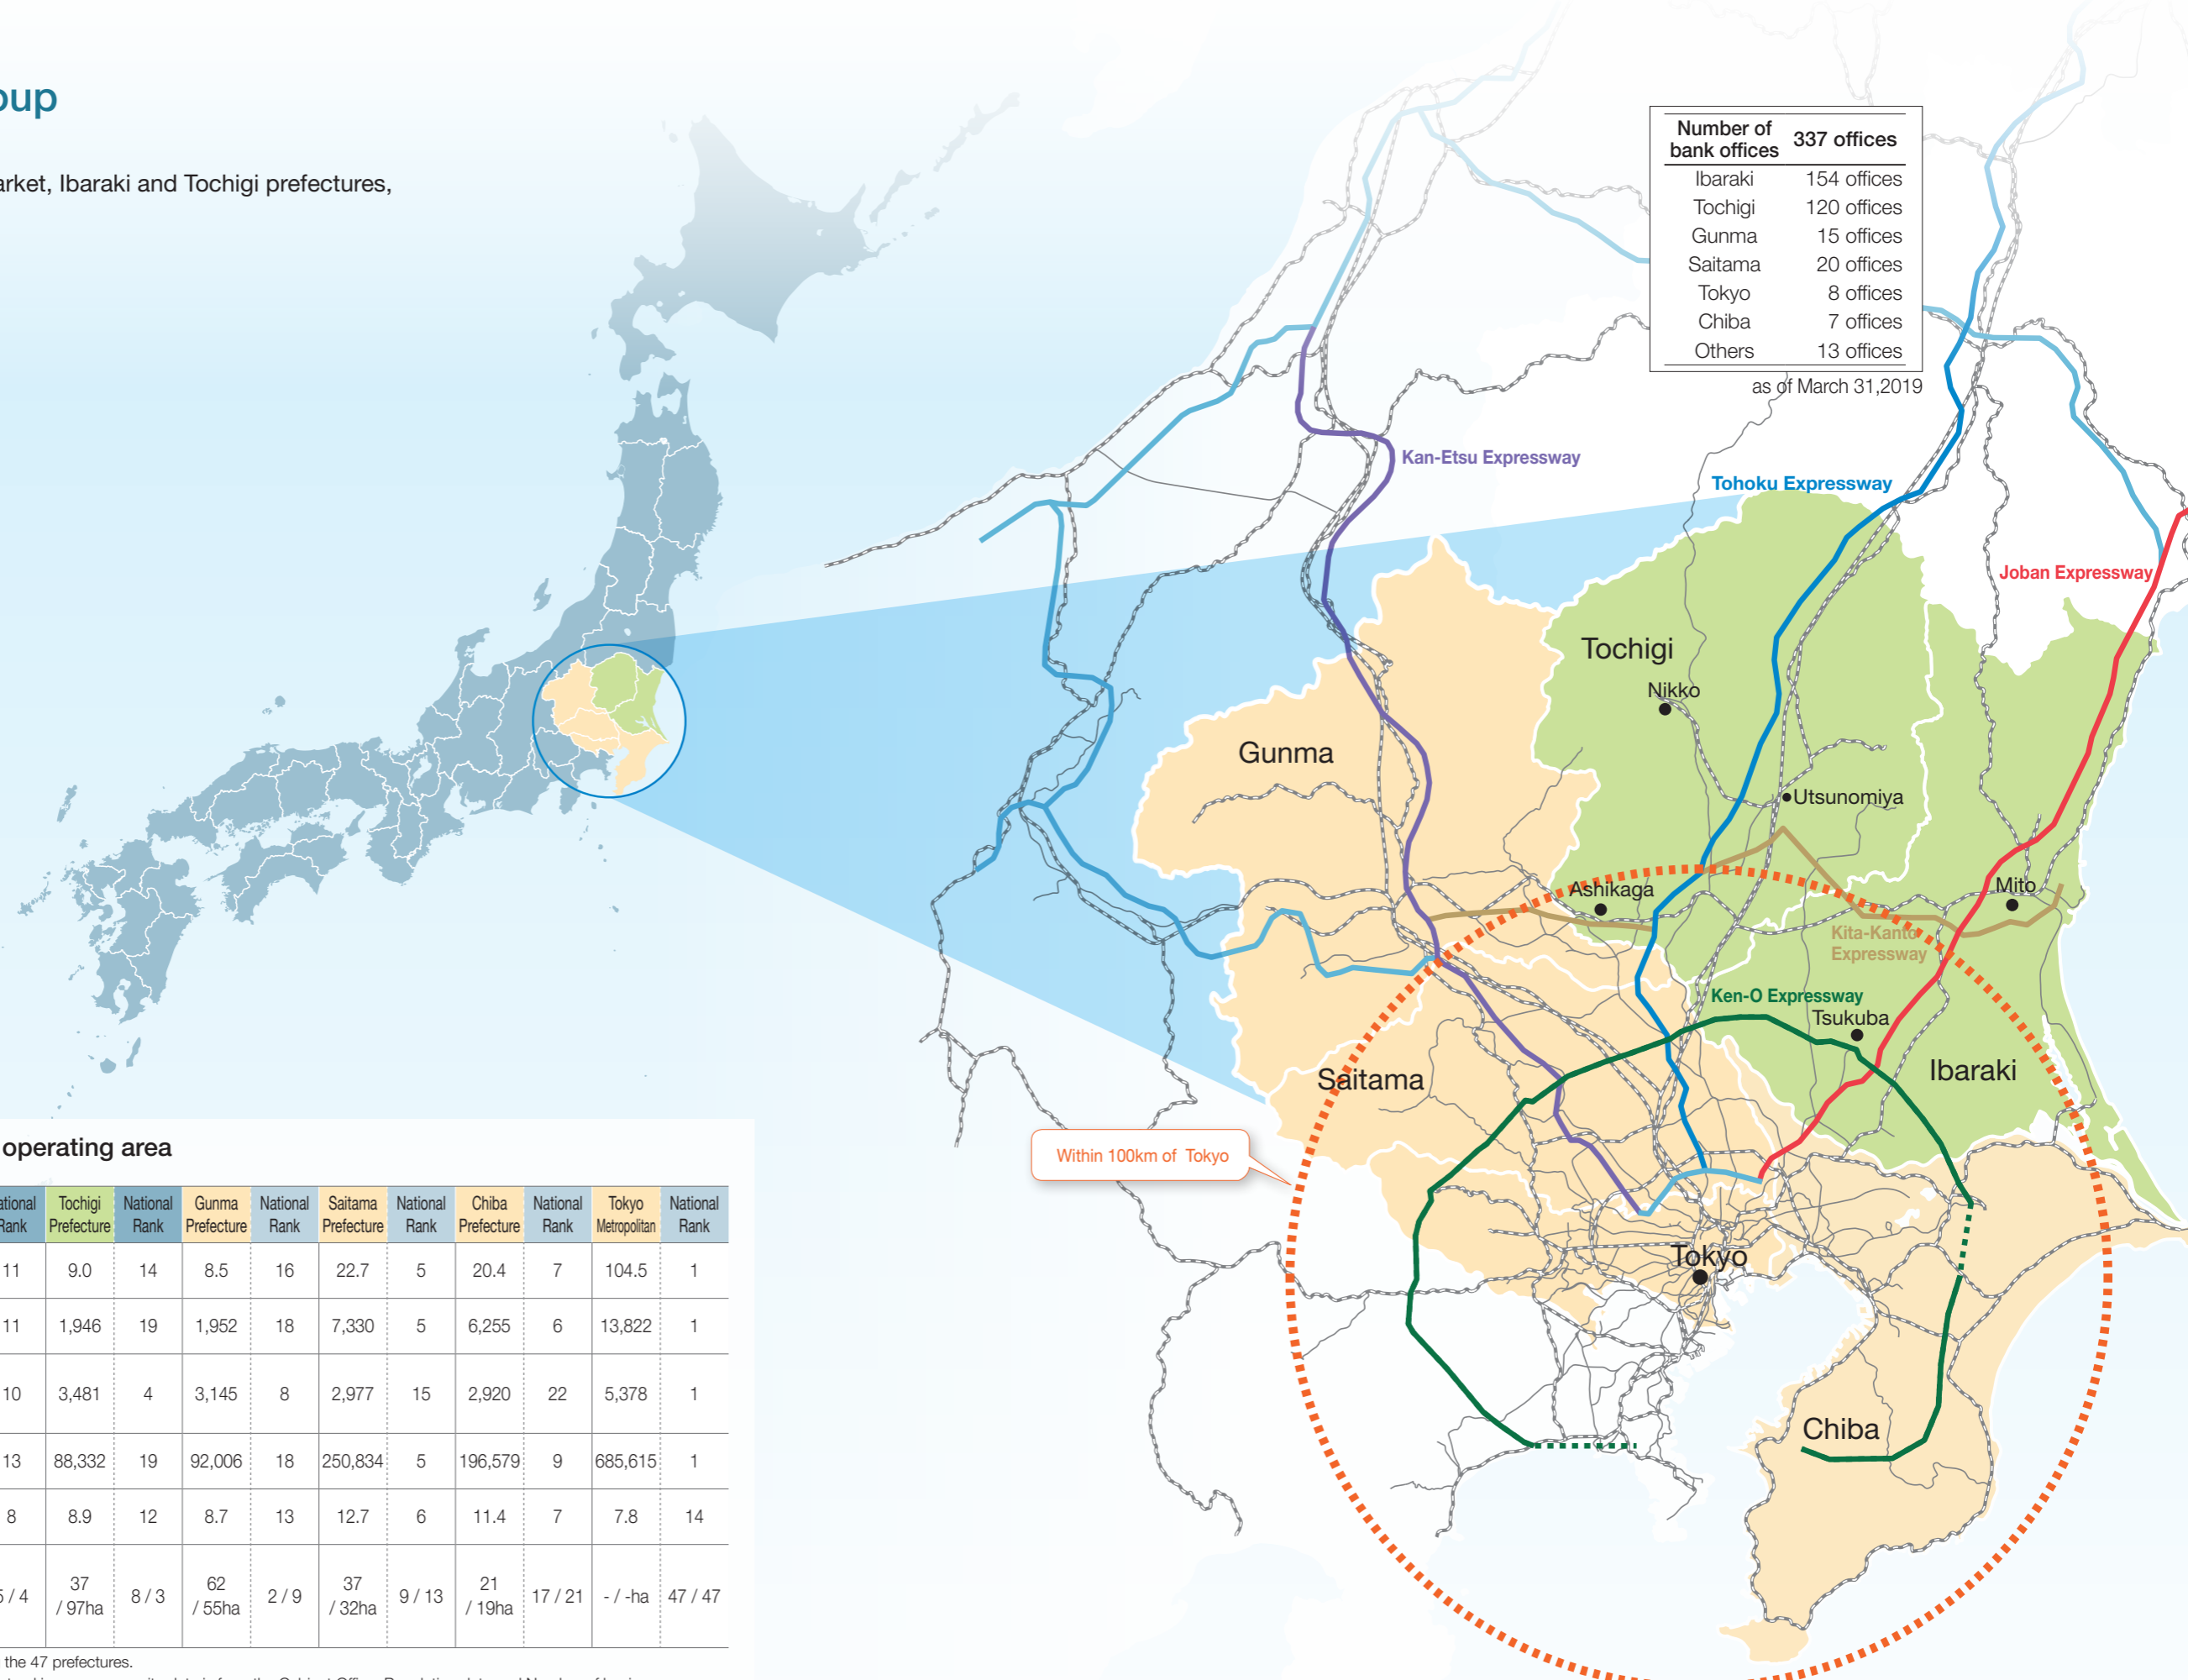 arket, Ibaraki and Tochigi prefectures,
Number of bank offices 337 offices
Ibaraki 154 offices
Tochigi 120 offices
Gunma 15 offices
Saitama 20 offices
Tokyo 8 offices
Chiba 7 offices
Others 13 offices
as of March 31,2019
Kan-Etsu Expressway
Tohoku Expressway
Joban Expressway
Tochigi
Nikko
Gunma
Utsunomiya
Ashikaga
Mito
Kita-Kanto
Expressway
Ken-O Expressway
Tsukuba
Ibaraki
Saitama
Within 100km of Tokyo
Tokyo
Chiba
operating area
Rank Tochigi Prefecture National Rank Gunma Prefecture National Rank Saitama Prefecture National Rank Chiba Prefecture National Rank Tokyo Metropolitan National Rank
11 9.0 14 8.5 16 22.7 5 20.4 7 104.5 1
11 1,946 19 1,952 18 7,330 5 6,255 6 13,822 1
10 3,481 4 3,145 8 2,977 15 2,920 22 5,378 1
13 88,332 19 92,006 18 250,834 5 196,579 9 685,615 1
8 8.9 12 8.7 13 12.7 6 11.4 7 7.8 14
/ 4 37 / 97ha 8 / 3 62 / 55ha 2 / 9 37 / 32ha 9 / 13 21 / 19ha 17 / 21 - / -ha 47 / 47
the 47 prefectures.